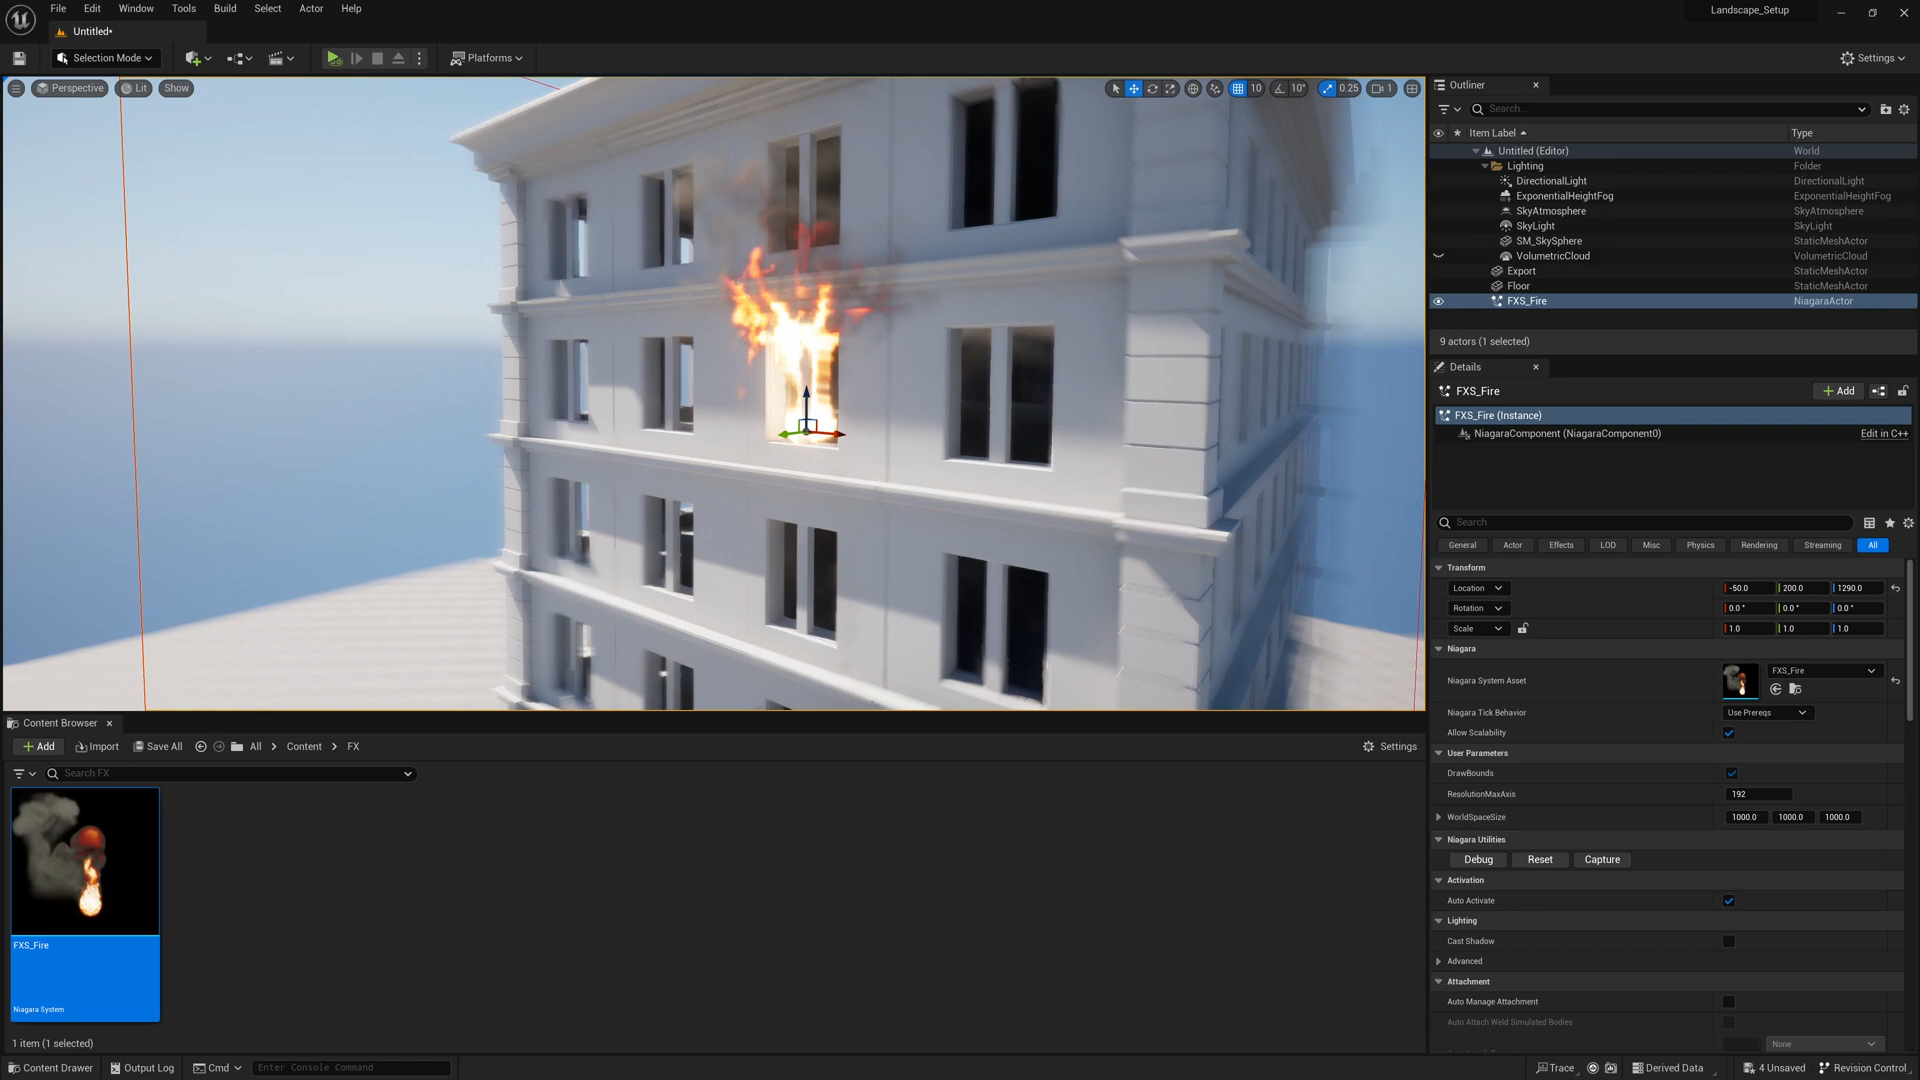 File Edit Window Tools Build Select Actor Help
Landscape_Setup
Untitled*
Selection Mode
Platforms
Settings
Perspective Lit Show
10 10° 0.25 1
Outliner
Search...
Item Label Type
Untitled (Editor) World
Lighting Folder
DirectionalLight DirectionalLight
ExponentialHeightFog ExponentialHeightFog
SkyAtmosphere SkyAtmosphere
SkyLight SkyLight
SM_SkySphere StaticMeshActor
VolumetricCloud VolumetricCloud
Export StaticMeshActor
Floor StaticMeshActor
FXS_Fire NiagaraActor
9 actors (1 selected)
Details
FXS_Fire
Add
FXS_Fire (Instance)
NiagaraComponent (NiagaraComponent0) Edit in C++
Search
General Actor Effects LOD Misc Physics Rendering Streaming All
Transform
Location -50.0 200.0 1290.0
Rotation 0.0 ° 0.0 ° 0.0 °
Scale 1.0 1.0 1.0
Niagara
Niagara System Asset FXS_Fire
Niagara Tick Behavior Use Prereqs
Allow Scalability
User Parameters
DrawBounds
ResolutionMaxAxis 192
WorldSpaceSize 1000.0 1000.0 1000.0
Niagara Utilities
Debug Reset Capture
Activation
Auto Activate
Lighting
Cast Shadow
Advanced
Attachment
Auto Manage Attachment
Auto Attach Weld Simulated Bodies
None
Content Browser
Add Import Save All All Content FX Settings
Search FX
FXS_Fire
Niagara System
1 item (1 selected)
Content Drawer Output Log Cmd Enter Console Command
Trace Derived Data 4 Unsaved Revision Control